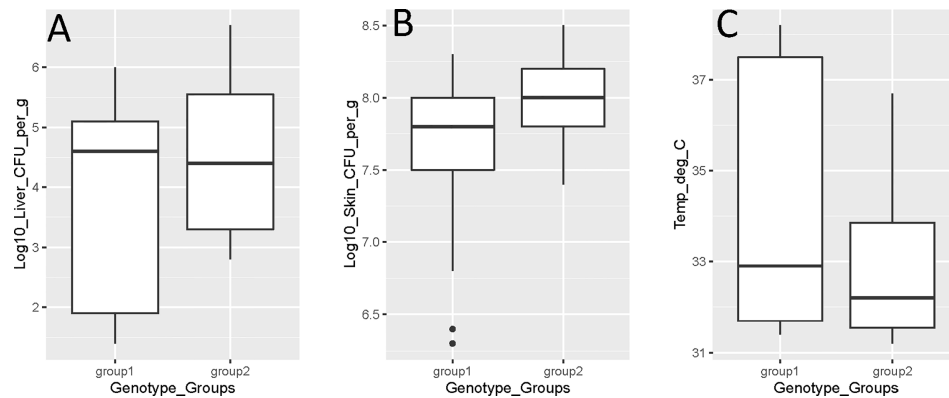 A
Log10_Liver_CFU_per_g
6
5
4
3
2
group1 group2
Genotype_Groups
B
Log10_Skin_CFU_per_g
8.5
8.0
7.5
7.0
6.5
group1 group2
Genotype_Groups
C
Temp_deg_C
37
35
33
31
group1 group2
Genotype_Groups